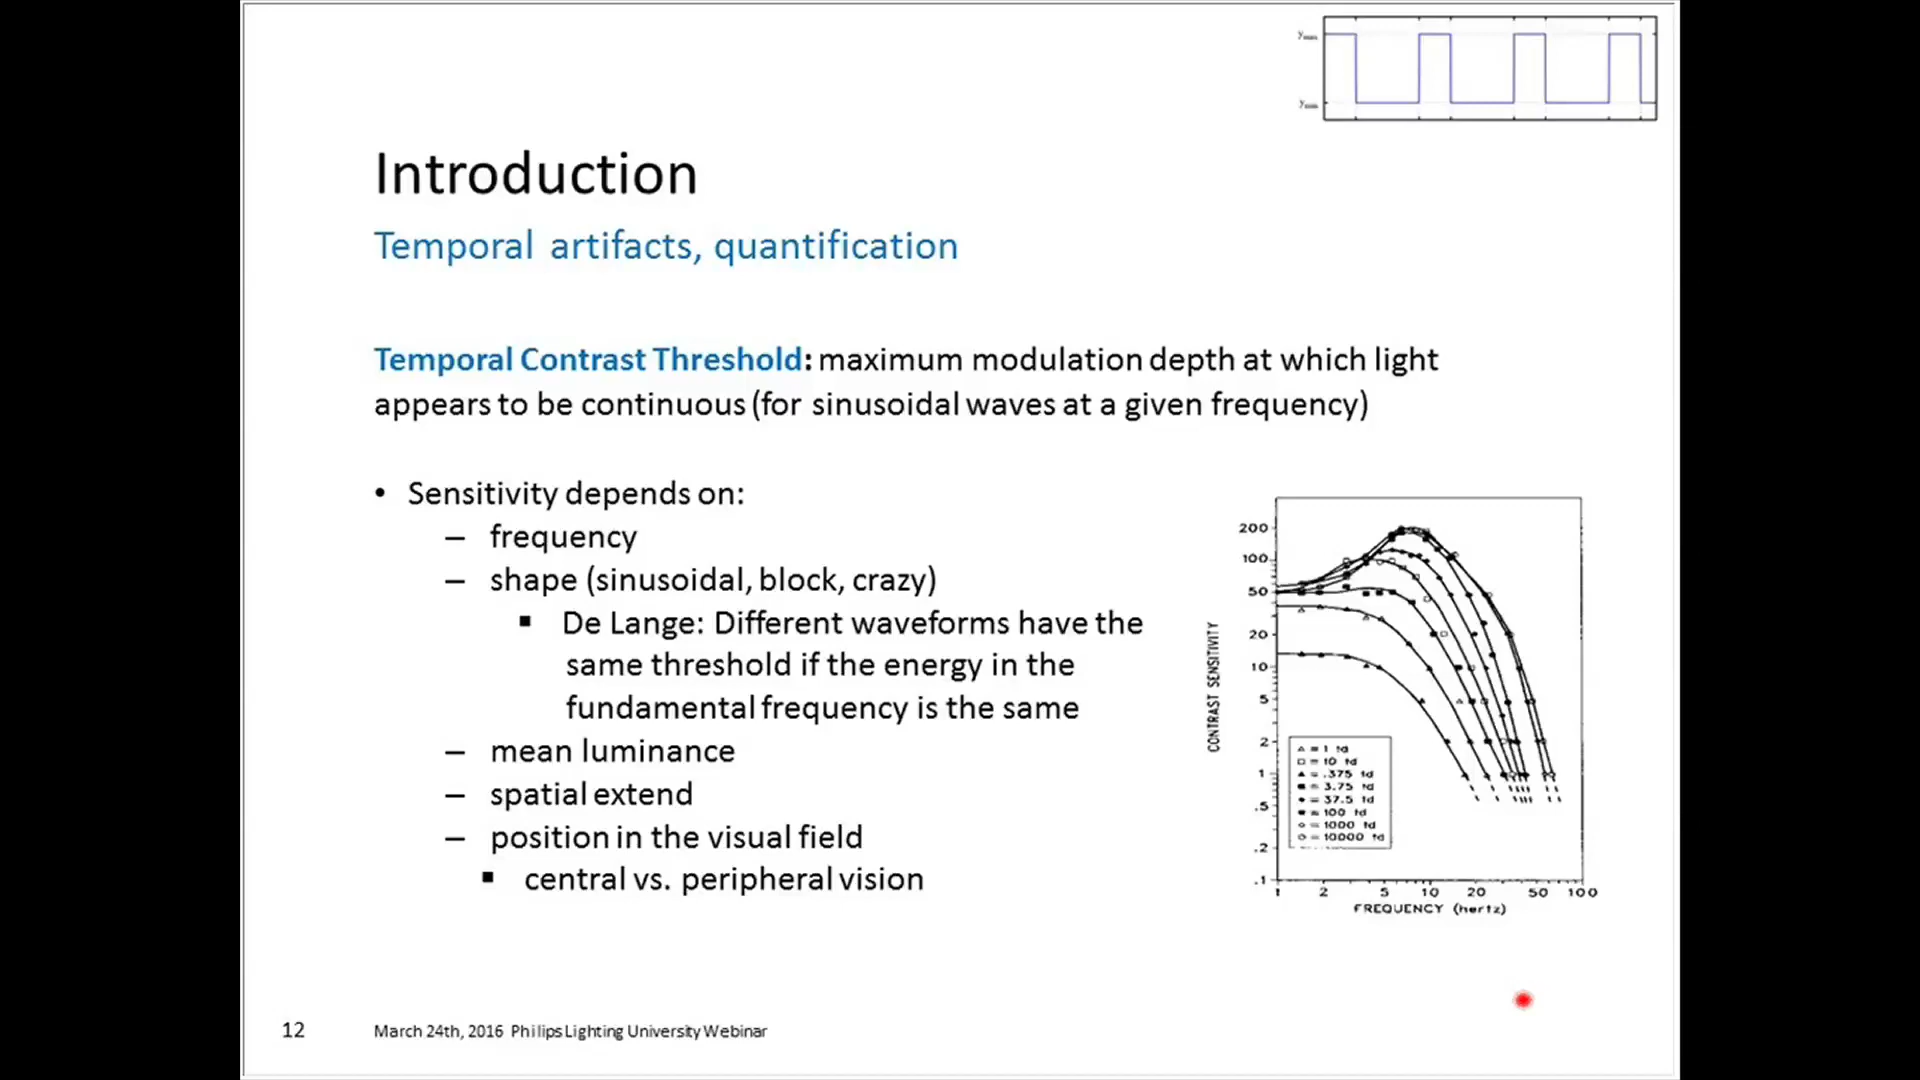 Introduction
Temporal artifacts, quantification
Temporal Contrast Threshold: maximum modulation depth at which light
appears to be continuous (for sinusoidal waves at a given frequency)
• Sensitivity depends on:
– frequency
– shape (sinusoidal, block, crazy)
▪ De Lange: Different waveforms have the
same threshold if the energy in the
fundamental frequency is the same
– mean luminance
– spatial extend
– position in the visual field
▪ central vs. peripheral vision
200
100
50
20
10
5
2
1
.5
.2
.1
CONTRAST SENSITIVITY
△ = 1 td
□ = 10 td
▲ = .375 td
■ = 3.75 td
● = 37.5 td
■ = 100 td
○ = 1000 td
○ = 10000 td
1 2 5 10 20 50 100
FREQUENCY (hertz)
12
March 24th, 2016 Philips Lighting University Webinar